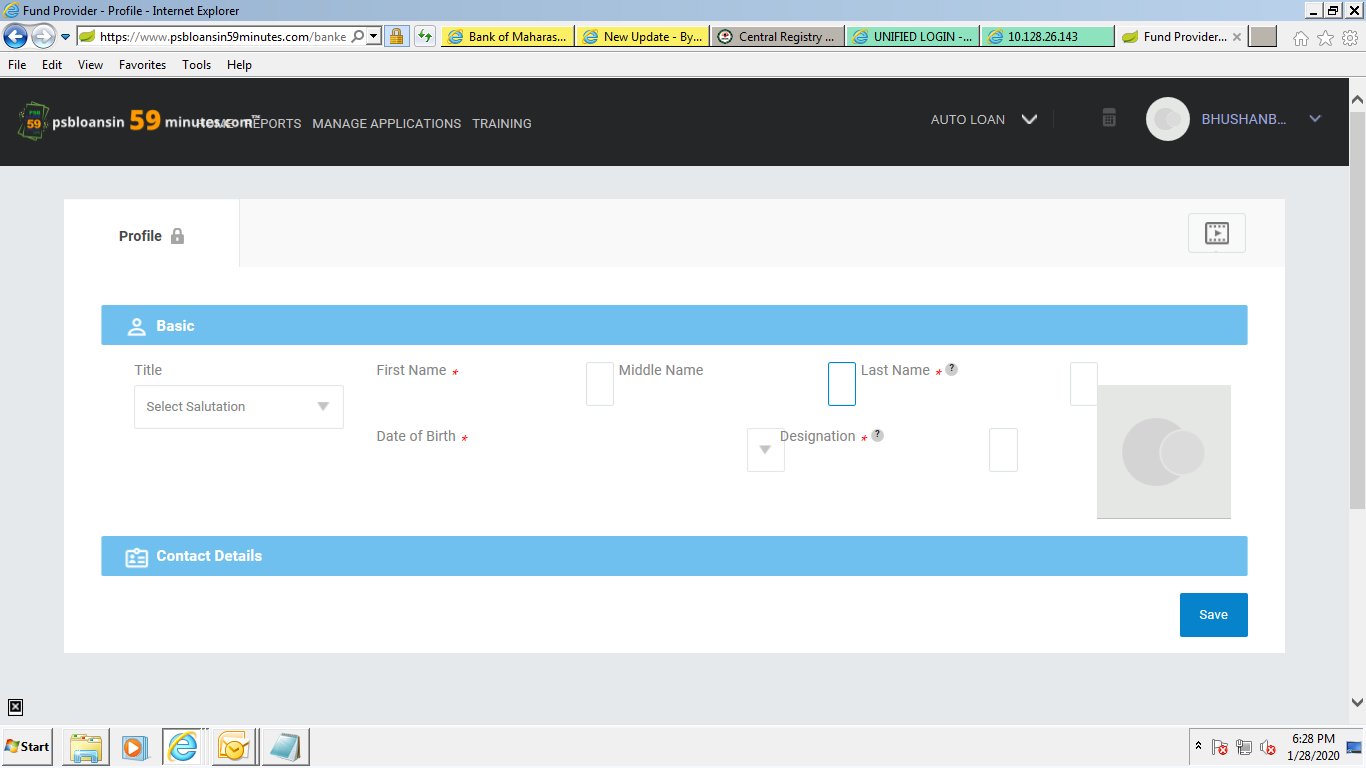 Fund Provider - Profile - Internet Explorer
https://www.psbloansin59minutes.com/banke
Bank of Maharas...
New Update - By...
Central Registry ...
UNIFIED LOGIN -...
10.128.26.143
Fund Provider...
File Edit View Favorites Tools Help
PSB
59
psbloansin 59 minutes.com™
HOME REPORTS MANAGE APPLICATIONS TRAINING
AUTO LOAN
BHUSHANB...
Profile
Basic
Title First Name * Middle Name Last Name * ?
Select Salutation
Date of Birth * Designation * ?
Contact Details
Save
Start
6:28 PM
1/28/2020